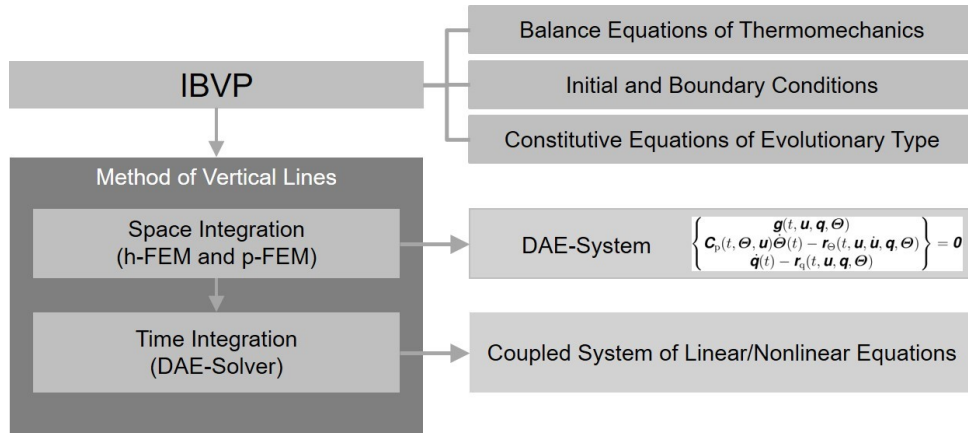 Balance Equations of Thermomechanics
IBVP
Initial and Boundary Conditions
Constitutive Equations of Evolutionary Type
Method of Vertical Lines
Space Integration
(h-FEM and p-FEM)
DAE-System
g(t, u, q, Θ)
C_p(t, Θ, u)Θ̇(t) − r_Θ(t, u, u̇, q, Θ)
q̇(t) − r_q(t, u, q, Θ)
= 0
Time Integration
(DAE-Solver)
Coupled System of Linear/Nonlinear Equations